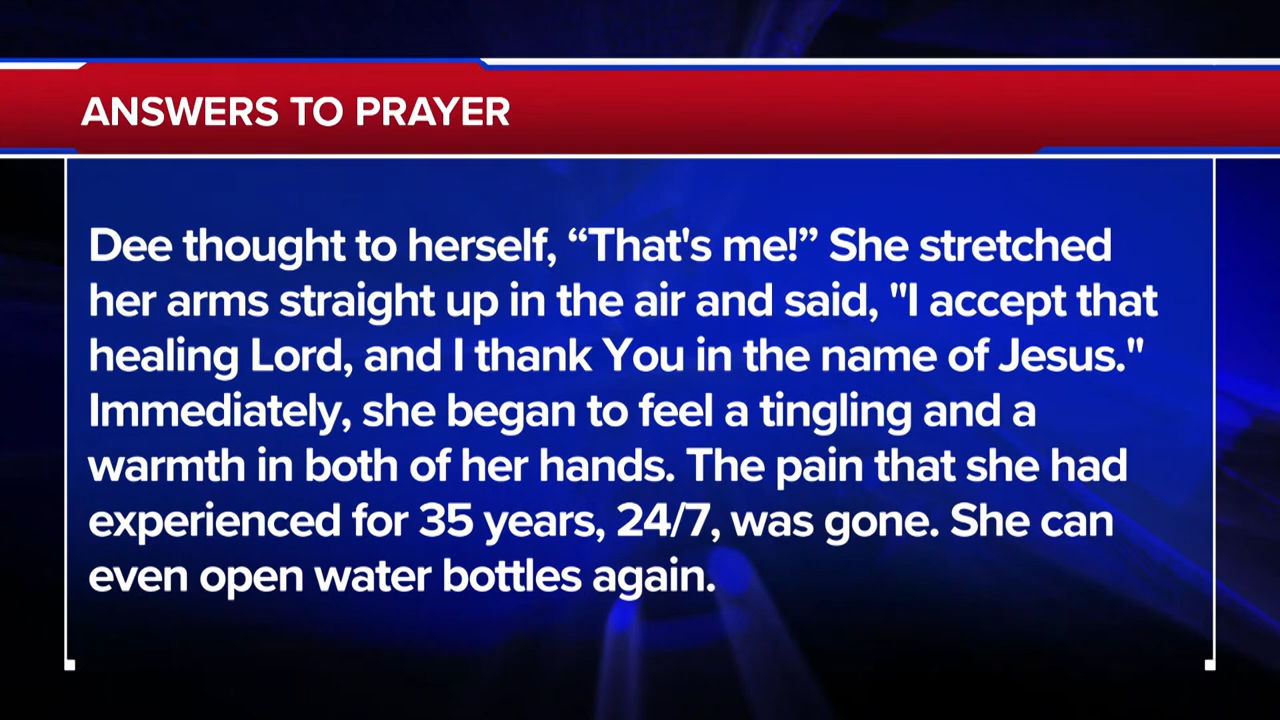 ANSWERS TO PRAYER
Dee thought to herself, “That's me!” She stretched
her arms straight up in the air and said, "I accept that
healing Lord, and I thank You in the name of Jesus."
Immediately, she began to feel a tingling and a
warmth in both of her hands. The pain that she had
experienced for 35 years, 24/7, was gone. She can
even open water bottles again.